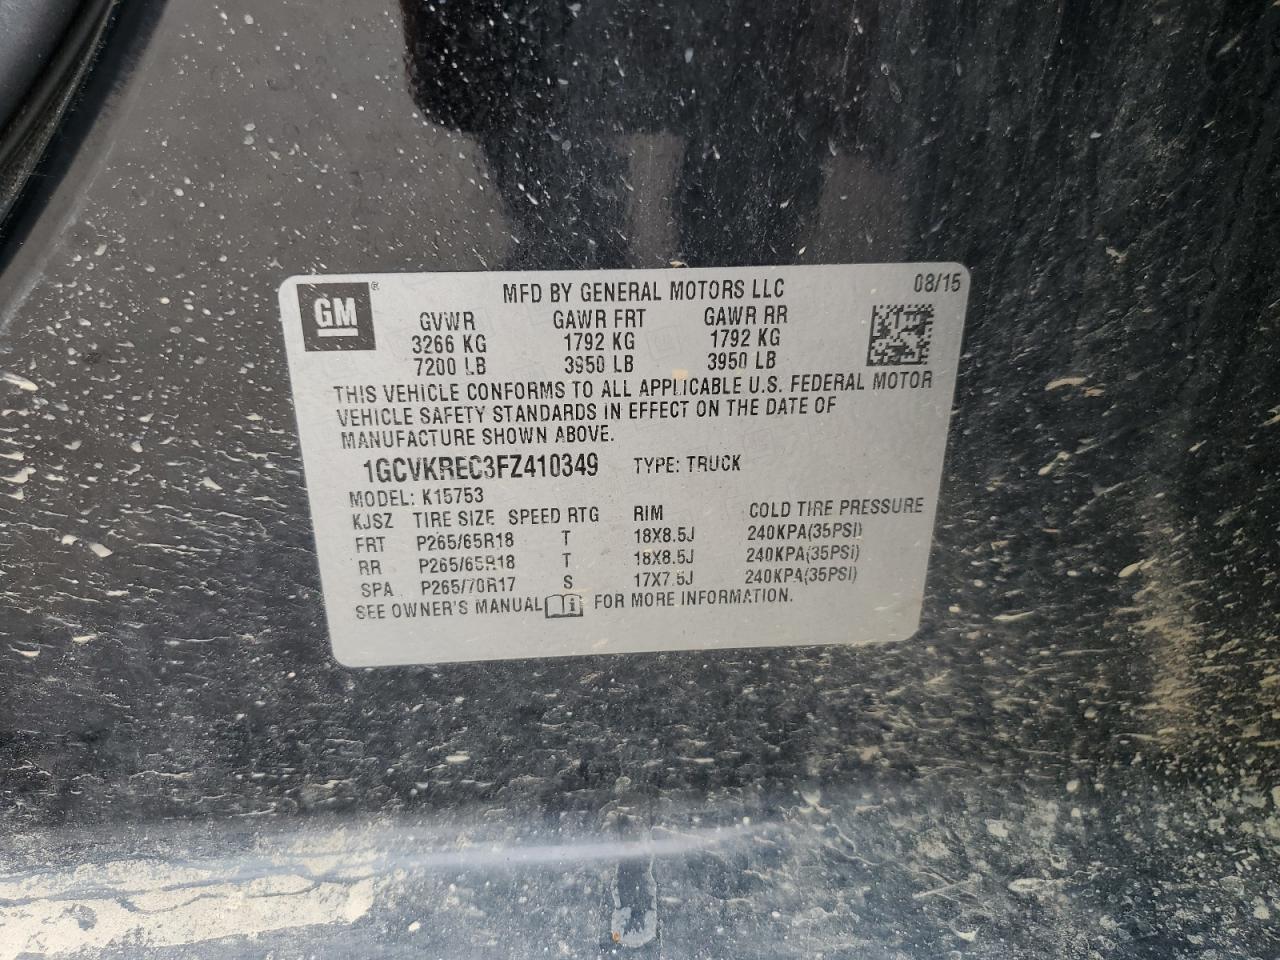 GM ®
MFD BY GENERAL MOTORS LLC 08/15
GVWR GAWR FRT GAWR RR
3266 KG 1792 KG 1792 KG
7200 LB 3950 LB 3950 LB
THIS VEHICLE CONFORMS TO ALL APPLICABLE U.S. FEDERAL MOTOR
VEHICLE SAFETY STANDARDS IN EFFECT ON THE DATE OF
MANUFACTURE SHOWN ABOVE.
1GCVKREC3FZ410349 TYPE: TRUCK
MODEL: K15753
KJSZ TIRE SIZE SPEED RTG RIM COLD TIRE PRESSURE
FRT P265/65R18 T 18X8.5J 240KPA(35PSI)
RR P265/65R18 T 18X8.5J 240KPA(35PSI)
SPA P265/70R17 S 17X7.5J 240KPA(35PSI)
SEE OWNER'S MANUAL FOR MORE INFORMATION.